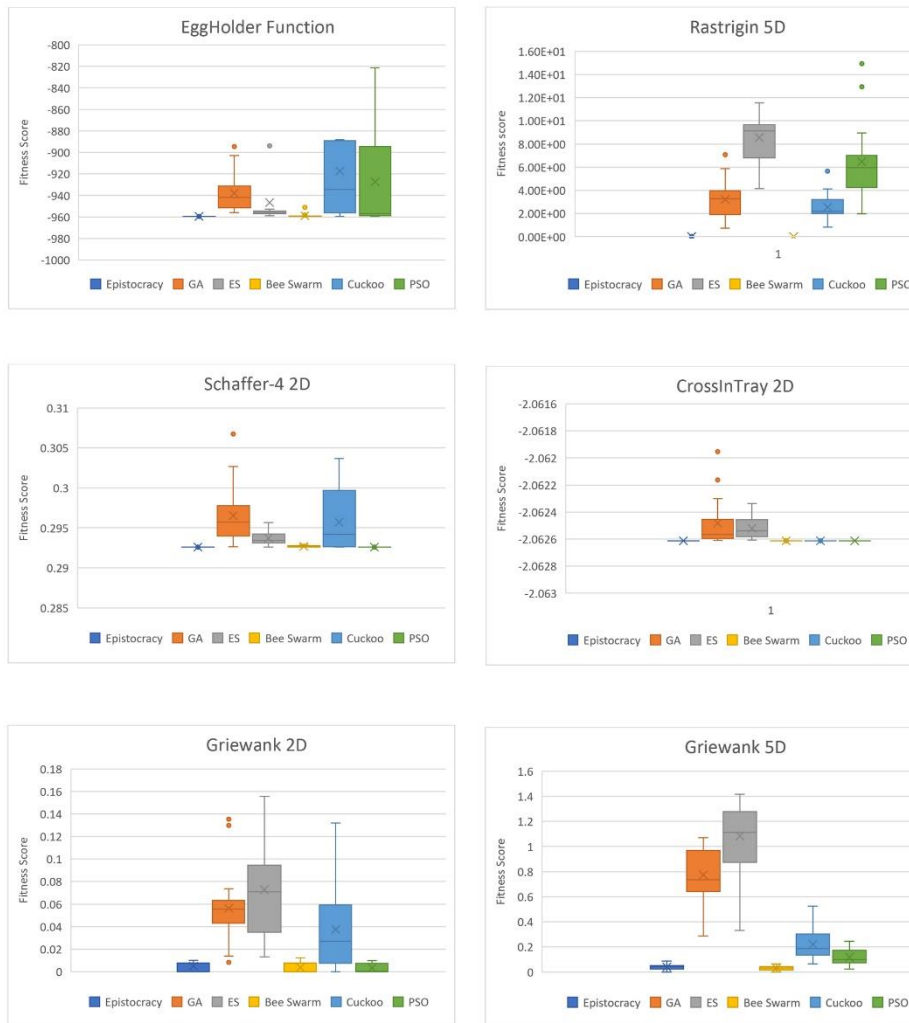 EggHolder Function
-800
-820
-840
-860
-880
-900
-920
-940
-960
-980
-1000
Fitness Score
Epistocracy GA ES Bee Swarm Cuckoo PSO
Rastrigin 5D
1.60E+01
1.40E+01
1.20E+01
1.00E+01
8.00E+00
6.00E+00
4.00E+00
2.00E+00
0.00E+00
Fitness score
1
Epistocracy GA ES Bee Swarm Cuckoo PSO
Schaffer-4 2D
0.31
0.305
0.3
0.295
0.29
0.285
Fitness Score
Epistocracy GA ES Bee Swarm Cuckoo PSO
CrossInTray 2D
-2.0616
-2.0618
-2.062
-2.0622
-2.0624
-2.0626
-2.0628
-2.063
Fitness Score
1
Epistocracy GA ES Bee Swarm Cuckoo PSO
Griewank 2D
0.18
0.16
0.14
0.12
0.1
0.08
0.06
0.04
0.02
0
Fitness Score
Epistocracy GA ES Bee Swarm Cuckoo PSO
Griewank 5D
1.6
1.4
1.2
1
0.8
0.6
0.4
0.2
0
Fitness Score
Epistocracy GA ES Bee Swarm Cuckoo PSO